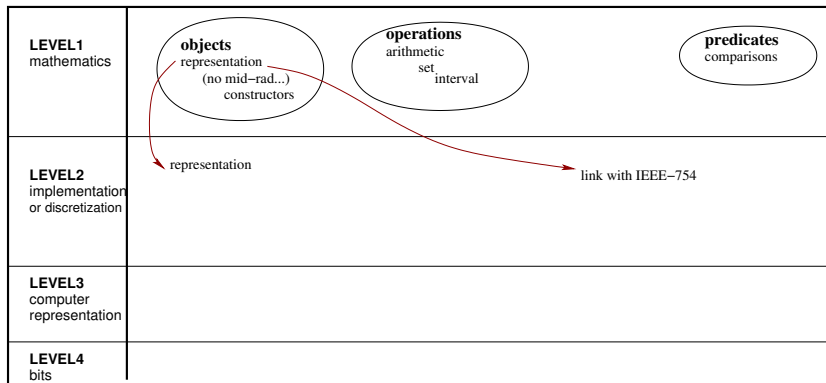 LEVEL1
mathematics
objects
representation
(no mid−rad...)
constructors
operations
arithmetic
set
interval
predicates
comparisons
LEVEL2
implementation
or discretization
representation
link with IEEE−754
LEVEL3
computer
representation
LEVEL4
bits